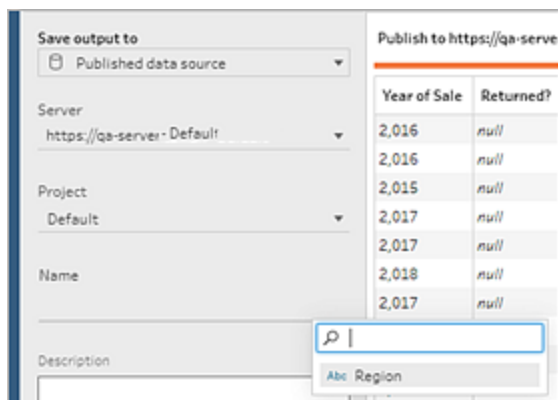 Save output to
Published data source
Server
https://qa-server - Default
Project
Default
Name
Description
Publish to https://qa-serve
Year of Sale Returned?
2,016 null
2,016 null
2,015 null
2,017 null
2,017 null
2,018 null
2,017 null
Abc Region